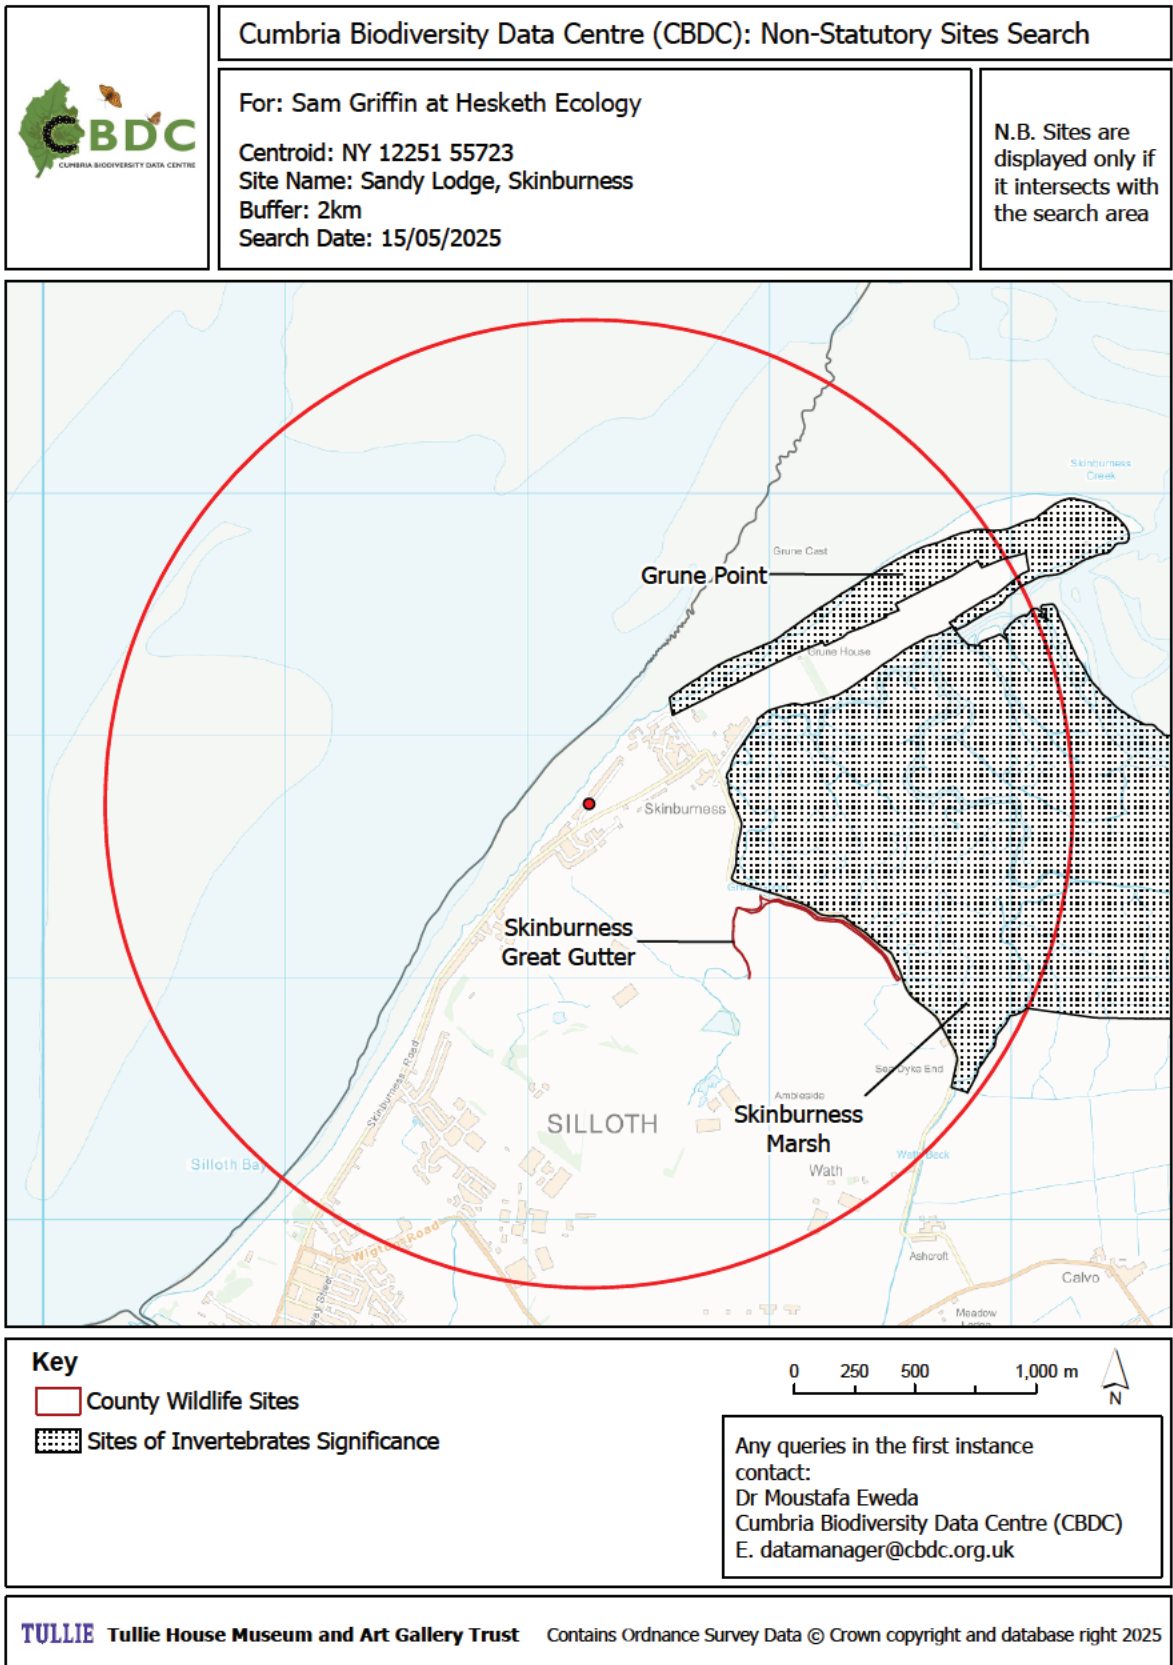 Cumbria Biodiversity Data Centre (CBDC): Non-Statutory Sites Search
CBDC
CUMBRIA BIODIVERSITY DATA CENTRE
For: Sam Griffin at Hesketh Ecology
Centroid: NY 12251 55723
Site Name: Sandy Lodge, Skinburness
Buffer: 2km
Search Date: 15/05/2025
N.B. Sites are
displayed only if
it intersects with
the search area
Skinburness
Creek
Grune Cast
Grune Point
Grune House
Skinburness
Skinburness
Great Gutter
Skinburness Road
Sea Dyke End
Ambleside
SILLOTH
Skinburness
Marsh
Silloth Bay
Wath Beck
Wath
Wigton Road
Ashcroft
Calvo
Meadow
Key
County Wildlife Sites
Sites of Invertebrates Significance
0 250 500 1,000 m
N
Any queries in the first instance
contact:
Dr Moustafa Eweda
Cumbria Biodiversity Data Centre (CBDC)
E. datamanager@cbdc.org.uk
TULLIE Tullie House Museum and Art Gallery Trust Contains Ordnance Survey Data © Crown copyright and database right 2025